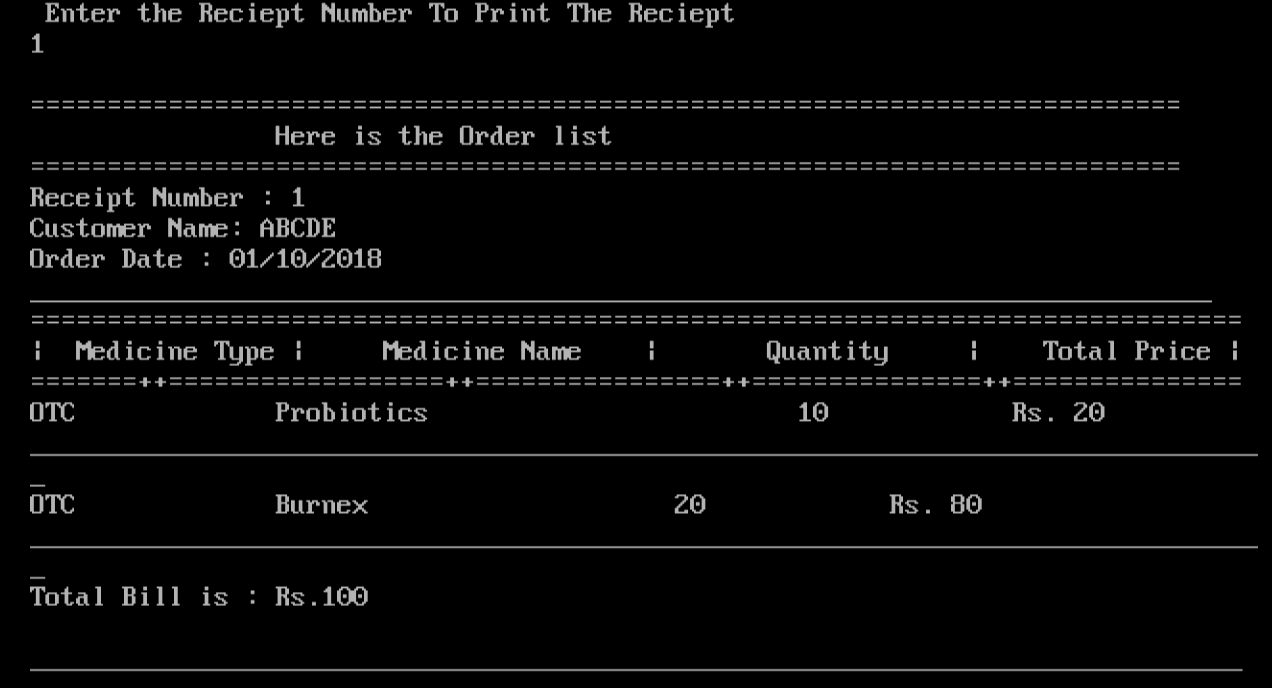 Enter the Reciept Number To Print The Reciept
1
===========================================================================
Here is the Order list
===========================================================================
Receipt Number : 1
Customer Name: ABCDE
Order Date : 01/10/2018
===============================================================================
¦ Medicine Type ¦ Medicine Name ¦ Quantity ¦ Total Price ¦
=======++==================++================++===============++===============
OTC Probiotics 10 Rs. 20
OTC Burnex 20 Rs. 80
Total Bill is : Rs.100